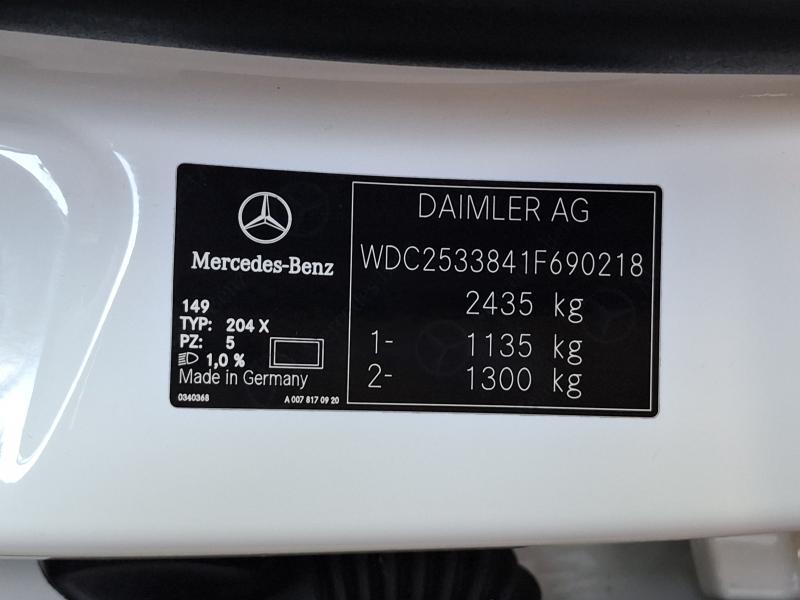 Mercedes-Benz
149
TYP: 204 X
PZ: 5
1,0 %
Made in Germany
0340368 A 007 817 09 20
DAIMLER AG
WDC2533841F690218
2435 kg
1- 1135 kg
2- 1300 kg